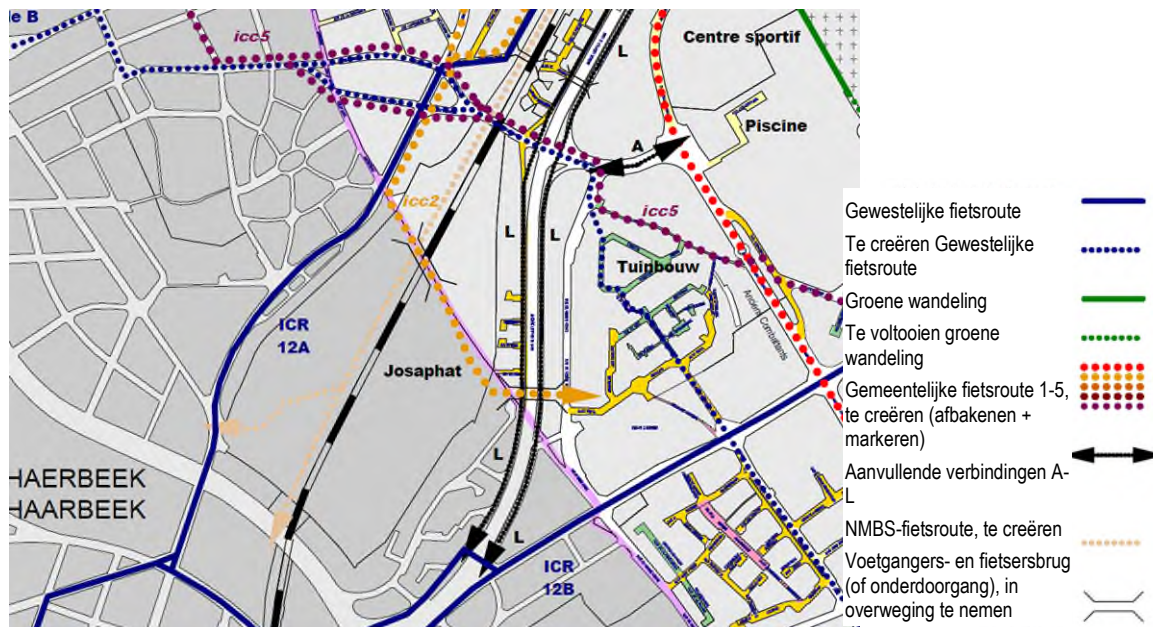 e B
icc5
Centre sportif
L
L
Piscine
A
icc2
icc5
L
L
Tuinbouw
Anciens Combattants
ICR
12A
Josaphat
L
HAERBEEK
HAARBEEK
L
ICR
12B
Gewestelijke fietsroute
Te creëren Gewestelijke
fietsroute
Groene wandeling
Te voltooien groene
wandeling
Gemeentelijke fietsroute 1-5,
te creëren (afbakenen +
markeren)
Aanvullende verbindingen A-
L
NMBS-fietsroute, te creëren
Voetgangers- en fietsersbrug
(of onderdoorgang), in
overweging te nemen